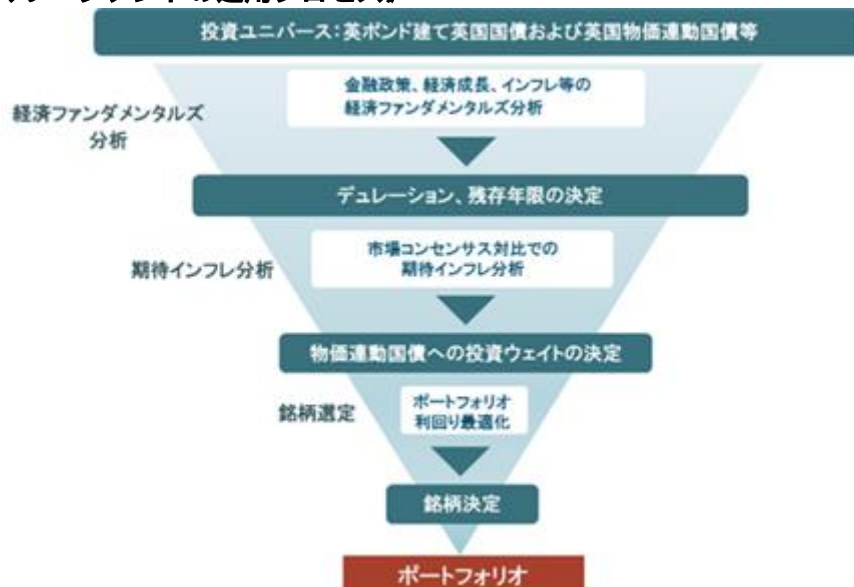 投資ユニバース：英ポンド建て英国国債および英国物価連動国債等
金融政策、経済成長、インフレ等の
経済ファンダメンタルズ分析
経済ファンダメンタルズ
分析
デュレーション、残存年限の決定
市場コンセンサス対比での
期待インフレ分析
期待インフレ分析
物価連動国債への投資ウェイトの決定
ポートフォリオ
利回り最適化
銘柄選定
銘柄決定
ポートフォリオ